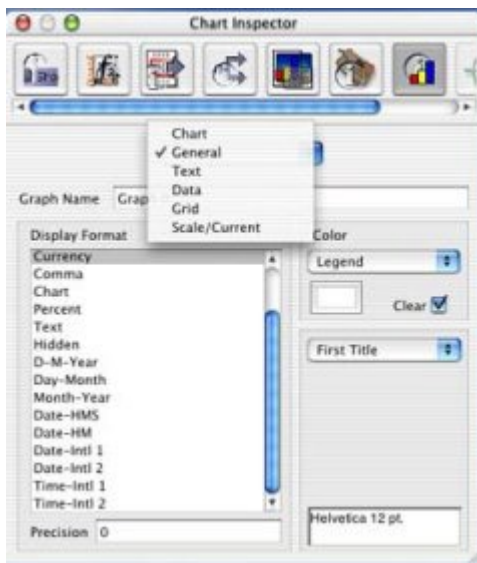 Chart Inspector
Chart
✓ General
Text
Data
Grid
Scale/Current
Graph Name Grap
Display Format
Currency
Comma
Chart
Percent
Text
Hidden
D-M-Year
Day-Month
Month-Year
Date-HMS
Date-HM
Date-Intl 1
Date-Intl 2
Time-Intl 1
Time-Intl 2
Precision 0
Color
Legend
Clear
First Title
Helvetica 12 pt.